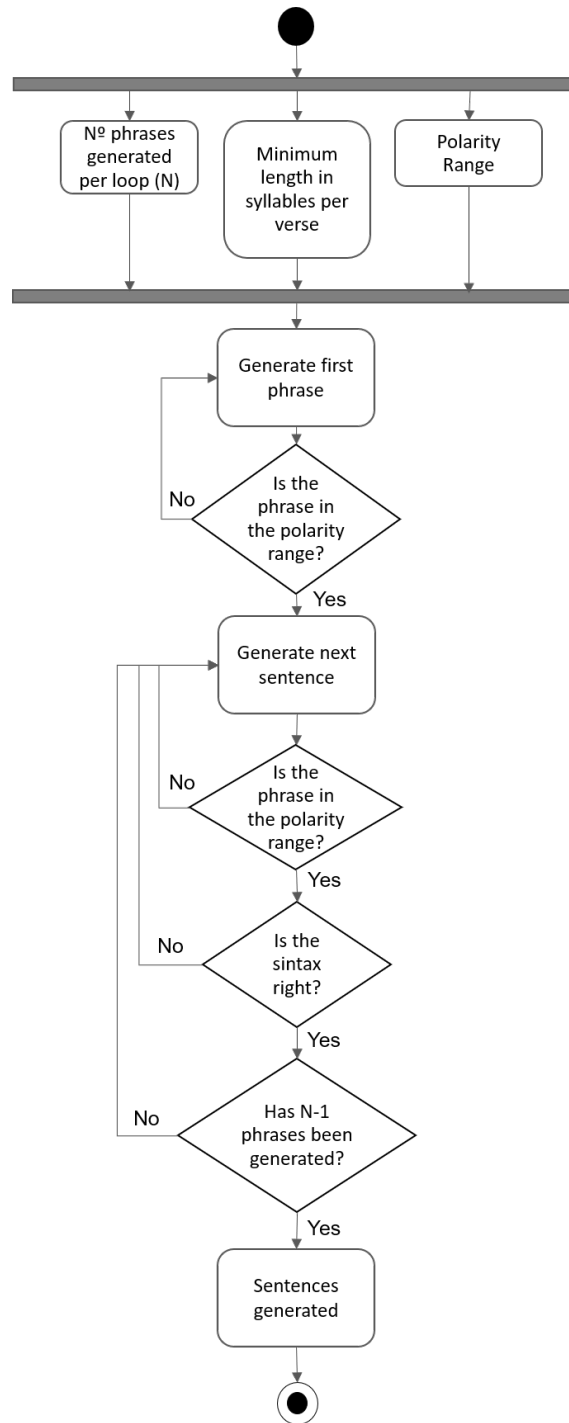 Nº phrases
generated
per loop (N)
Minimum
length in
syllables per
verse
Polarity
Range
Generate first
phrase
Is the
phrase in
the polarity
range?
No
Yes
Generate next
sentence
Is the
phrase in
the polarity
range?
No
Yes
Is the
sintax
right?
No
Yes
Has N-1
phrases been
generated?
No
Yes
Sentences
generated